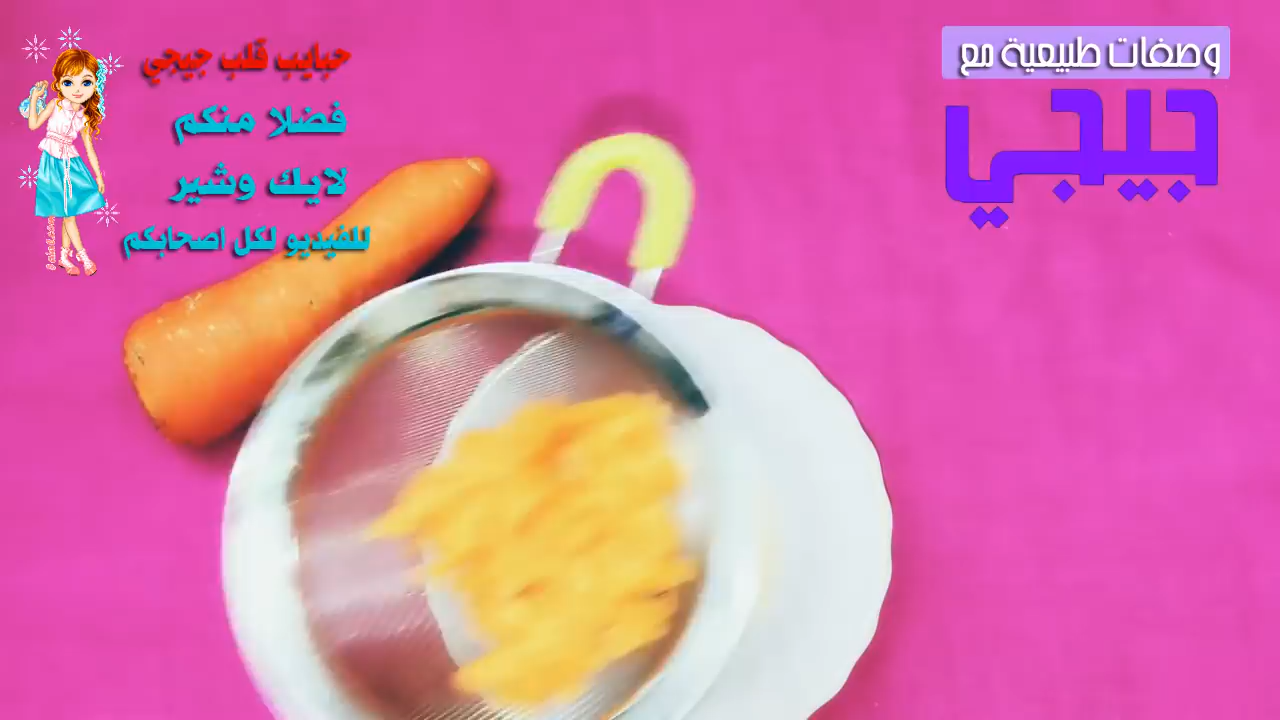 حبايب قلب جيجي
فضلا منكم
لايك وشير
للفيديو لكل اصحابكم
وصفات طبيعية مع
جيجي